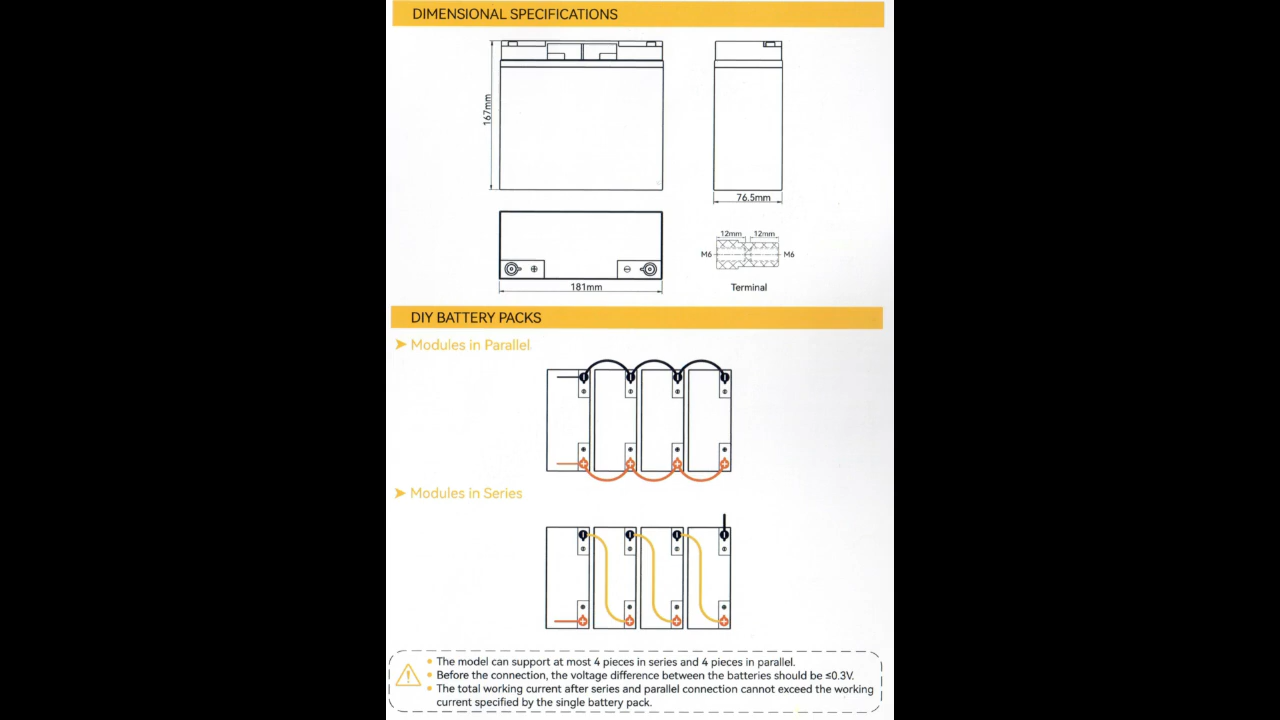 DIMENSIONAL SPECIFICATIONS
167mm
76.5mm
12mm 12mm
M6 M6
181mm
Terminal
DIY BATTERY PACKS
Modules in Parallel
Modules in Series
The model can support at most 4 pieces in series and 4 pieces in parallel.
Before the connection, the voltage difference between the batteries should be ≤0.3V.
The total working current after series and parallel connection cannot exceed the working
current specified by the single battery pack.